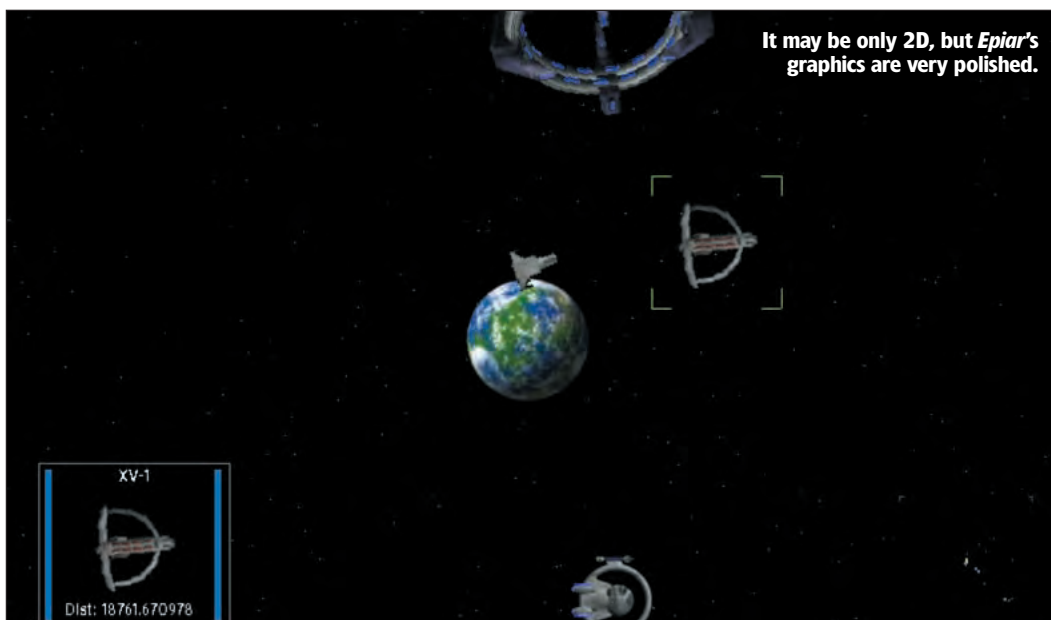 It may be only 2D, but Epiar's
graphics are very polished.
XV-1
Dist: 18761.670978